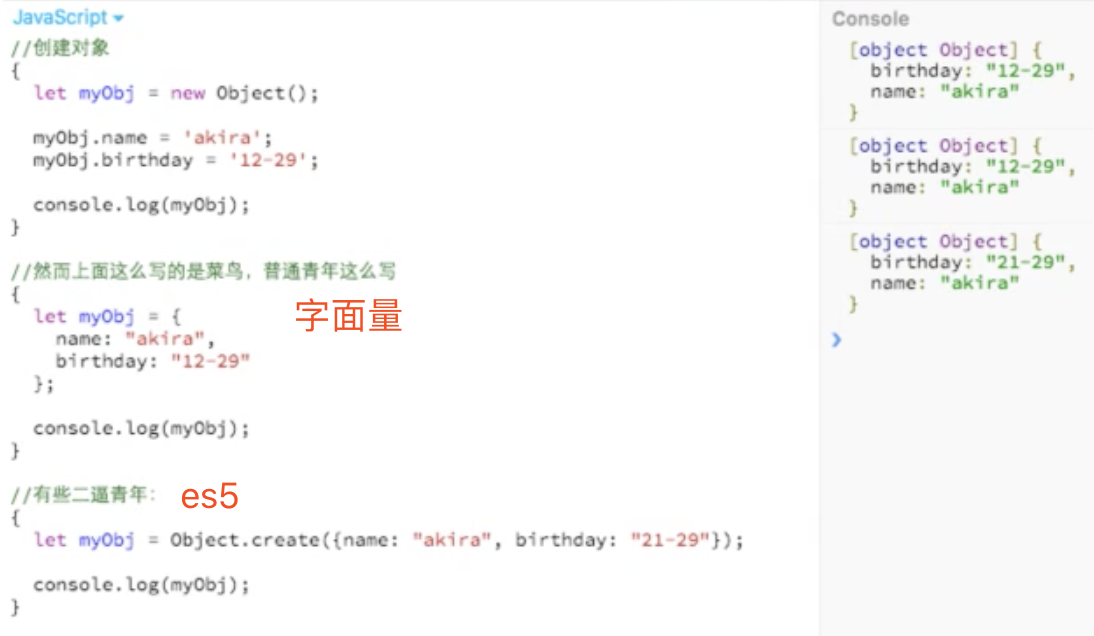 JavaScript
//创建对象
{
let myObj = new Object();
myObj.name = 'akira';
myObj.birthday = '12-29';
console.log(myObj);
}
//然而上面这么写的是菜鸟，普通青年这么写
{
let myObj = {
name: "akira",
birthday: "12-29"
};
console.log(myObj);
}
字面量
//有些二逼青年：
es5
{
let myObj = Object.create({name: "akira", birthday: "21-29"});
console.log(myObj);
}
Console
[object Object] {
birthday: "12-29",
name: "akira"
}
[object Object] {
birthday: "12-29",
name: "akira"
}
[object Object] {
birthday: "21-29",
name: "akira"
}